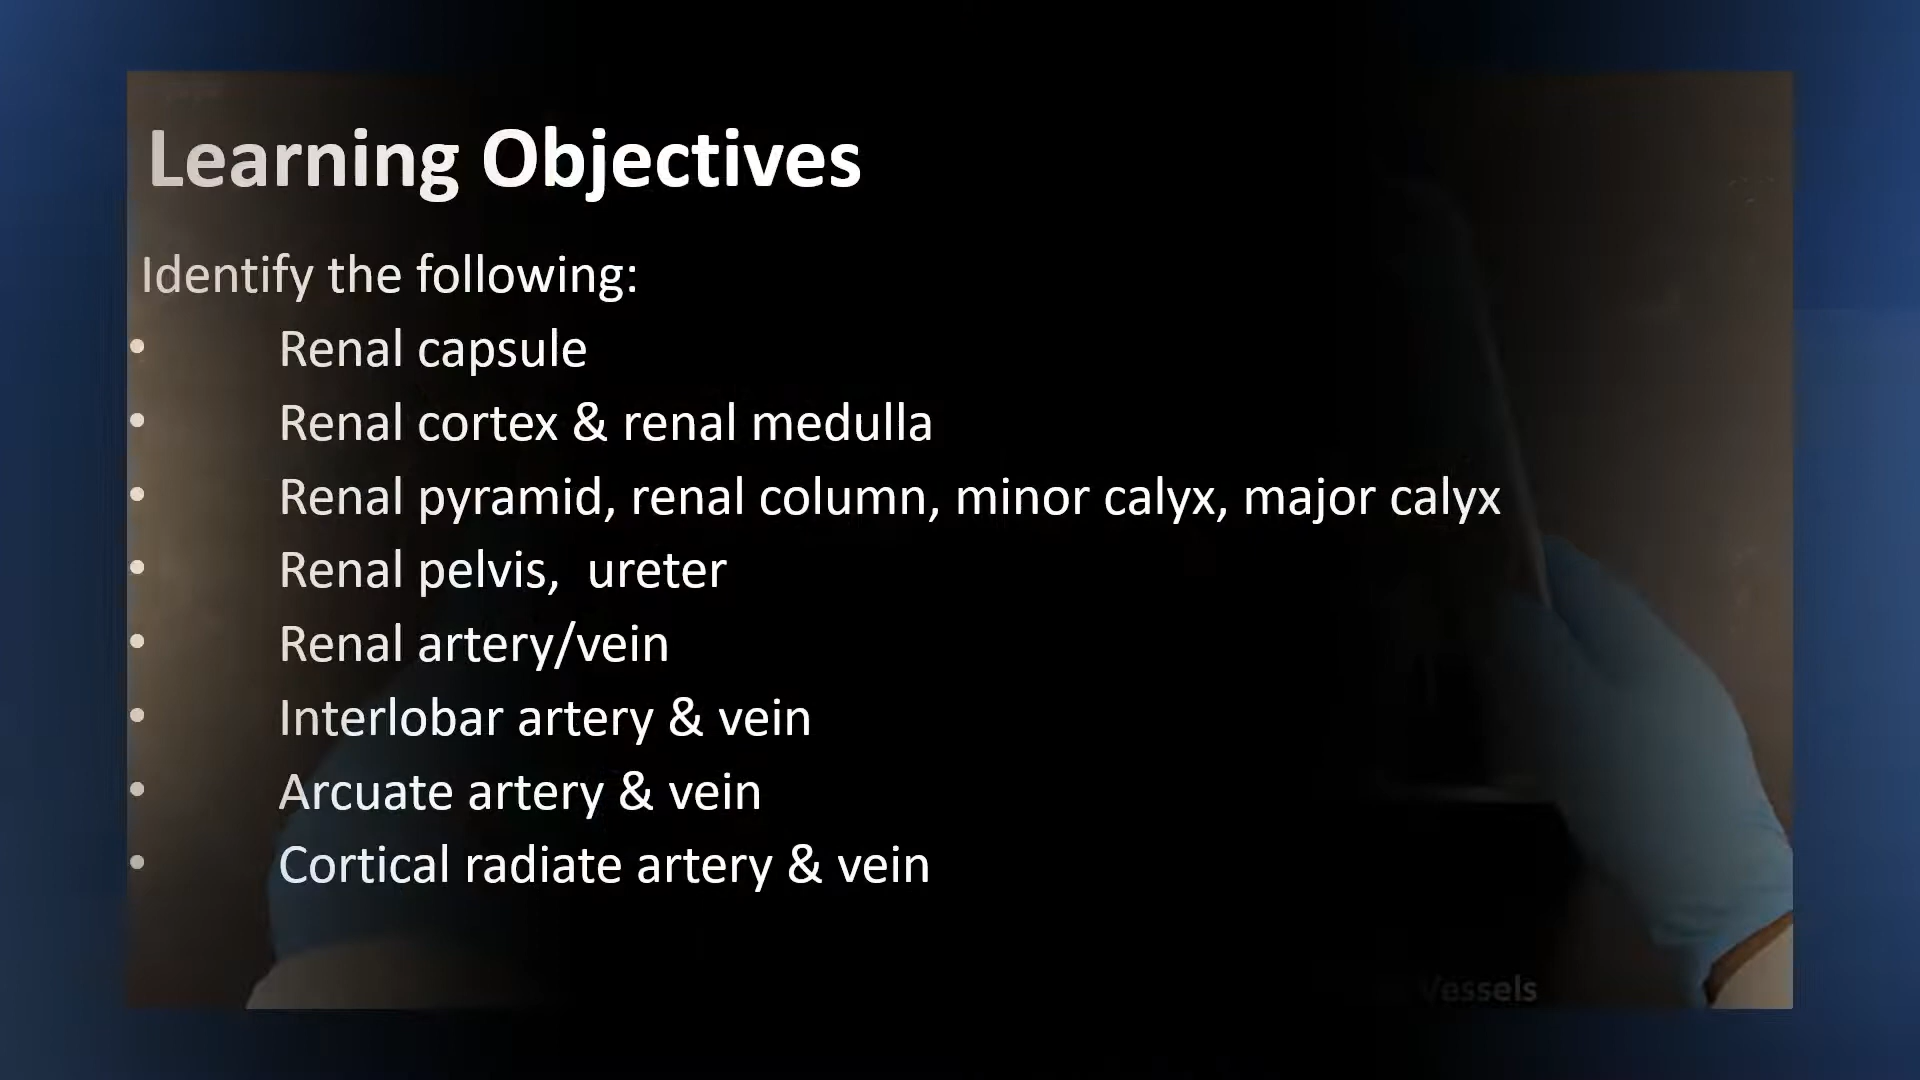 Learning Objectives
Identify the following:
• Renal capsule
• Renal cortex & renal medulla
• Renal pyramid, renal column, minor calyx, major calyx
• Renal pelvis, ureter
• Renal artery/vein
• Interlobar artery & vein
• Arcuate artery & vein
• Cortical radiate artery & vein
Vessels